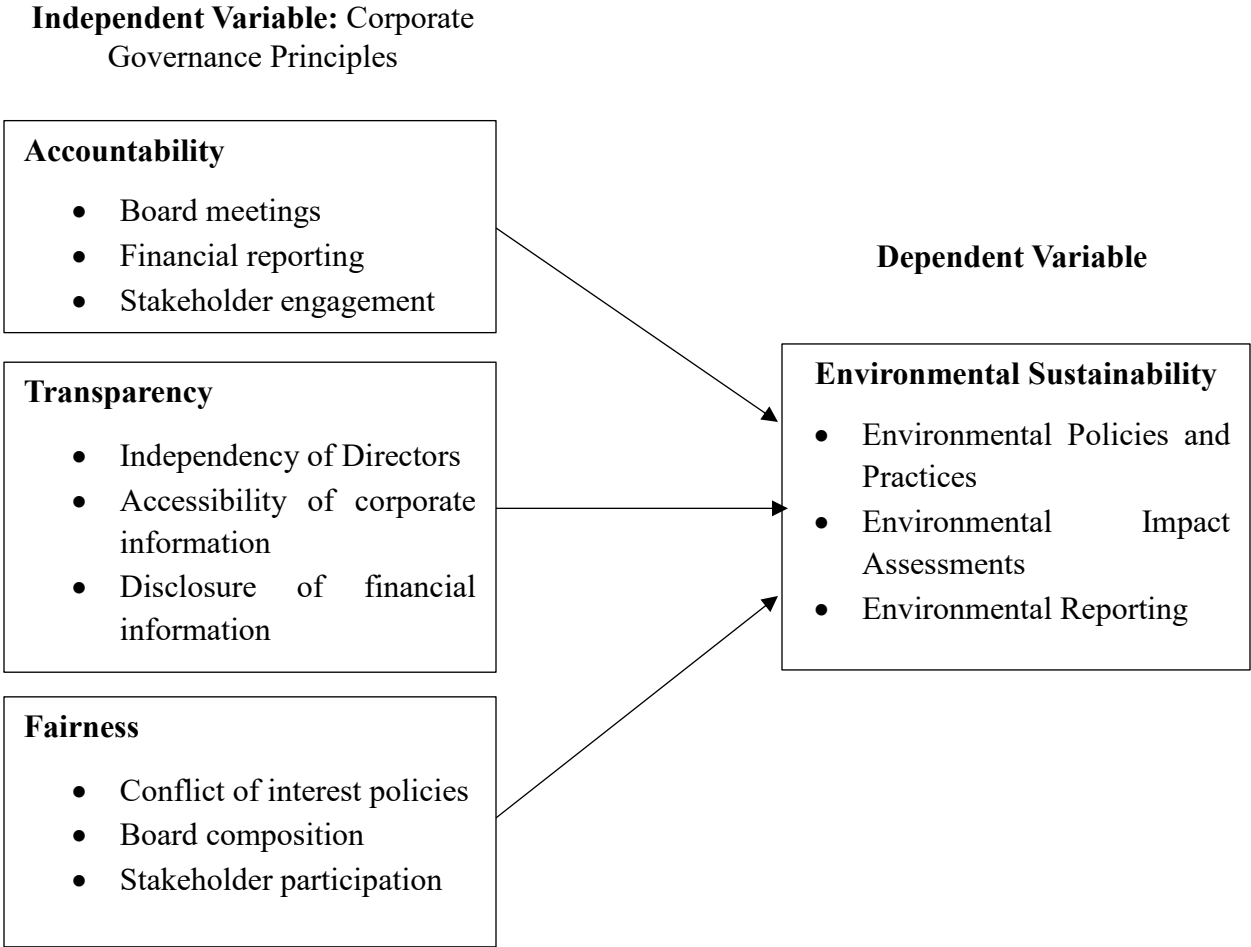 Independent Variable: Corporate
Governance Principles
Accountability
• Board meetings
• Financial reporting
• Stakeholder engagement
Transparency
• Independency of Directors
• Accessibility of corporate
information
• Disclosure of financial
information
Fairness
• Conflict of interest policies
• Board composition
• Stakeholder participation
Dependent Variable
Environmental Sustainability
• Environmental Policies and
Practices
• Environmental Impact
Assessments
• Environmental Reporting